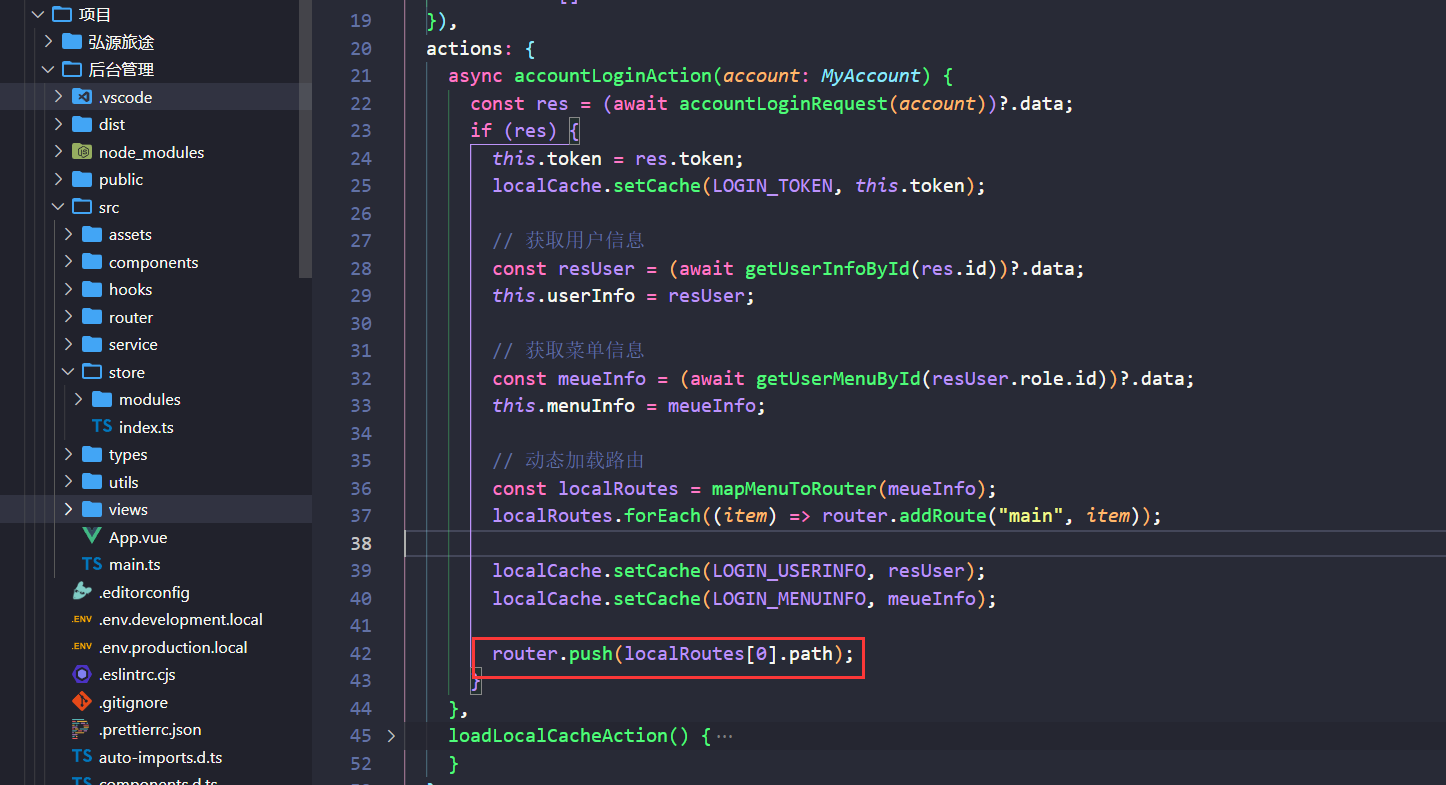 项目
弘源旅途
后台管理
.vscode
dist
node_modules
public
src
assets
components
hooks
router
service
store
modules
index.ts
types
utils
views
App.vue
main.ts
.editorconfig
.env.development.local
.env.production.local
.eslintrc.cjs
.gitignore
.prettierrc.json
auto-imports.d.ts
components.d.ts
19 }),
20 actions: {
21 async accountLoginAction(account: MyAccount) {
22 const res = (await accountLoginRequest(account))?.data;
23 if (res) {
24 this.token = res.token;
25 localCache.setCache(LOGIN_TOKEN, this.token);
26
27 // 获取用户信息
28 const resUser = (await getUserInfoById(res.id))?.data;
29 this.userInfo = resUser;
30
31 // 获取菜单信息
32 const meueInfo = (await getUserMenuById(resUser.role.id))?.data;
33 this.menuInfo = meueInfo;
34
35 // 动态加载路由
36 const localRoutes = mapMenuToRouter(meueInfo);
37 localRoutes.forEach((item) => router.addRoute("main", item));
38
39 localCache.setCache(LOGIN_USERINFO, resUser);
40 localCache.setCache(LOGIN_MENUINFO, meueInfo);
41
42 router.push(localRoutes[0].path);
43 }
44 },
45 loadLocalCacheAction() { ···
52 }